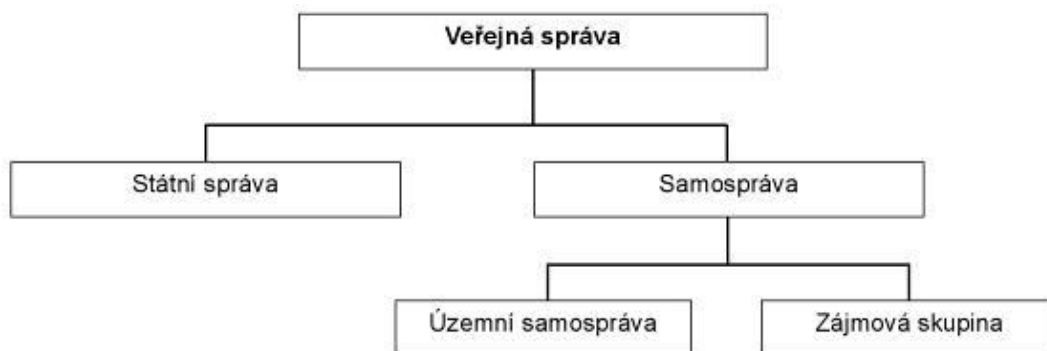 Veřejná správa
Státní správa
Samospráva
Územní samospráva
Zájmová skupina